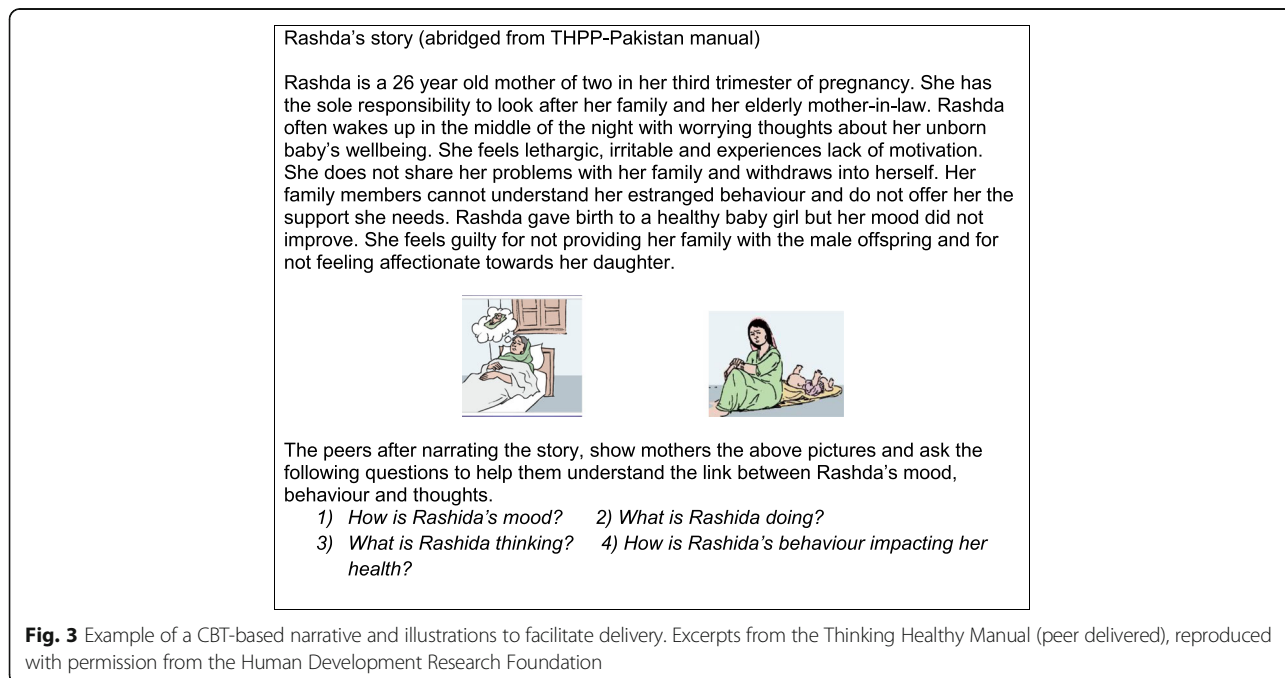 Rashda's story (abridged from THPP-Pakistan manual)
Rashda is a 26 year old mother of two in her third trimester of pregnancy. She has
the sole responsibility to look after her family and her elderly mother-in-law. Rashda
often wakes up in the middle of the night with worrying thoughts about her unborn
baby's wellbeing. She feels lethargic, irritable and experiences lack of motivation.
She does not share her problems with her family and withdraws into herself. Her
family members cannot understand her estranged behaviour and do not offer her the
support she needs. Rashda gave birth to a healthy baby girl but her mood did not
improve. She feels guilty for not providing her family with the male offspring and for
not feeling affectionate towards her daughter.
The peers after narrating the story, show mothers the above pictures and ask the
following questions to help them understand the link between Rashda's mood,
behaviour and thoughts.
1) How is Rashida's mood? 2) What is Rashida doing?
3) What is Rashida thinking? 4) How is Rashida's behaviour impacting her
health?
Fig. 3 Example of a CBT-based narrative and illustrations to facilitate delivery. Excerpts from the Thinking Healthy Manual (peer delivered), reproduced
with permission from the Human Development Research Foundation